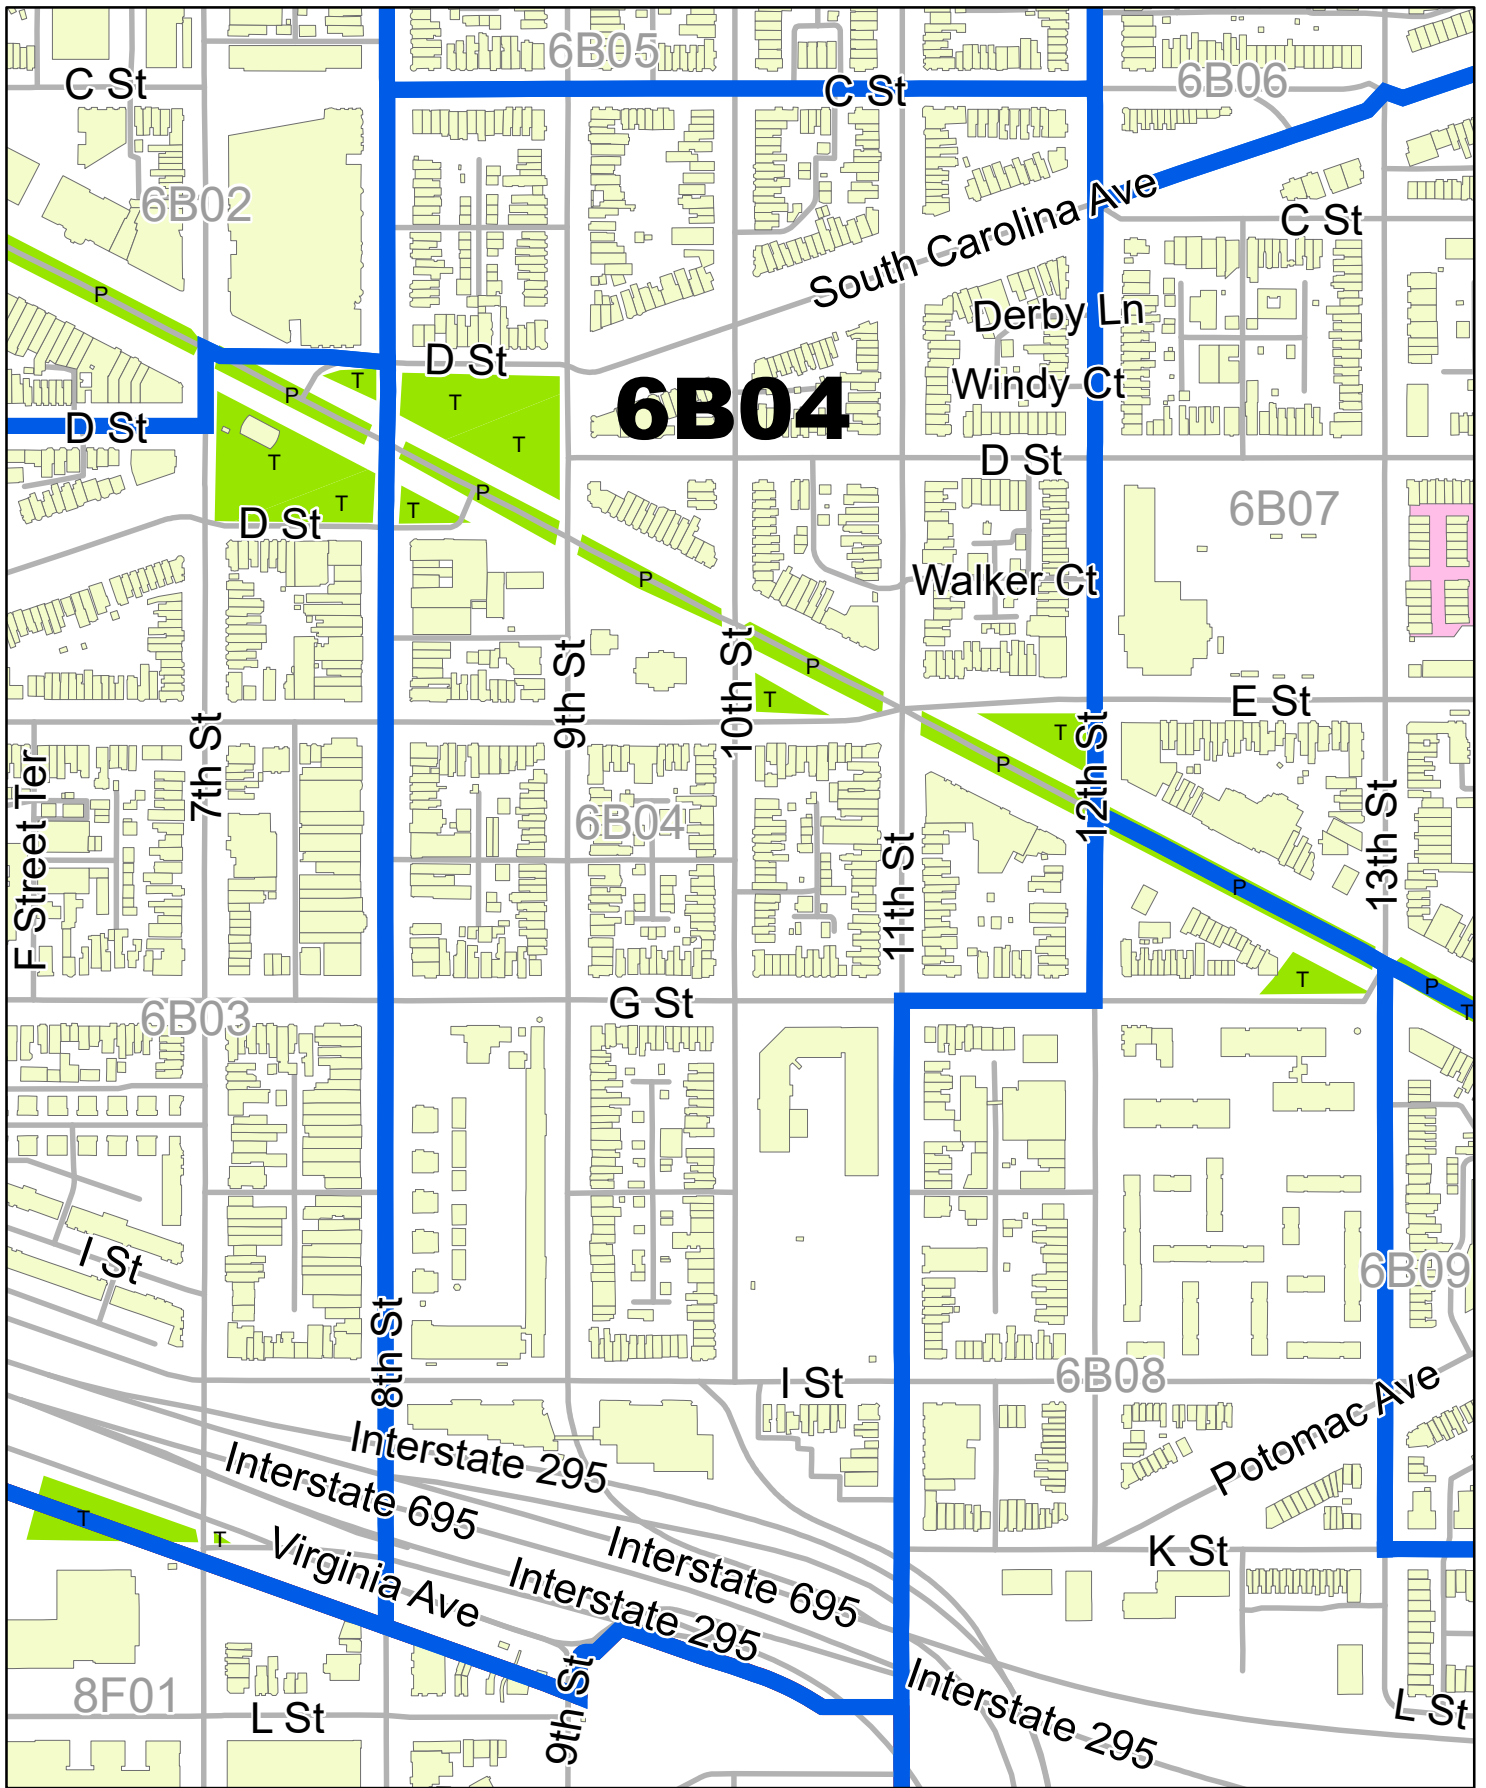 6B05
C St
C St
6B06
6B02
South Carolina Ave
C St
P
Derby Ln
D St
T
P
Windy Ct
T
6B04
D St
T
T
D St
P
6B07
T
T
D St
P
Walker Ct
P
T
E St
9th St
10th St
7th St
T
12th St
P
F Street Ter
6B04
13th St
11th St
P
T
P
T
G St
6B03
I St
6B09
8th St
I St
6B08
Potomac Ave
Interstate 295
Interstate 695
T
T
Virginia Ave
Interstate 695
Interstate 295
K St
9th St
8F01
L St
Interstate 295
L St